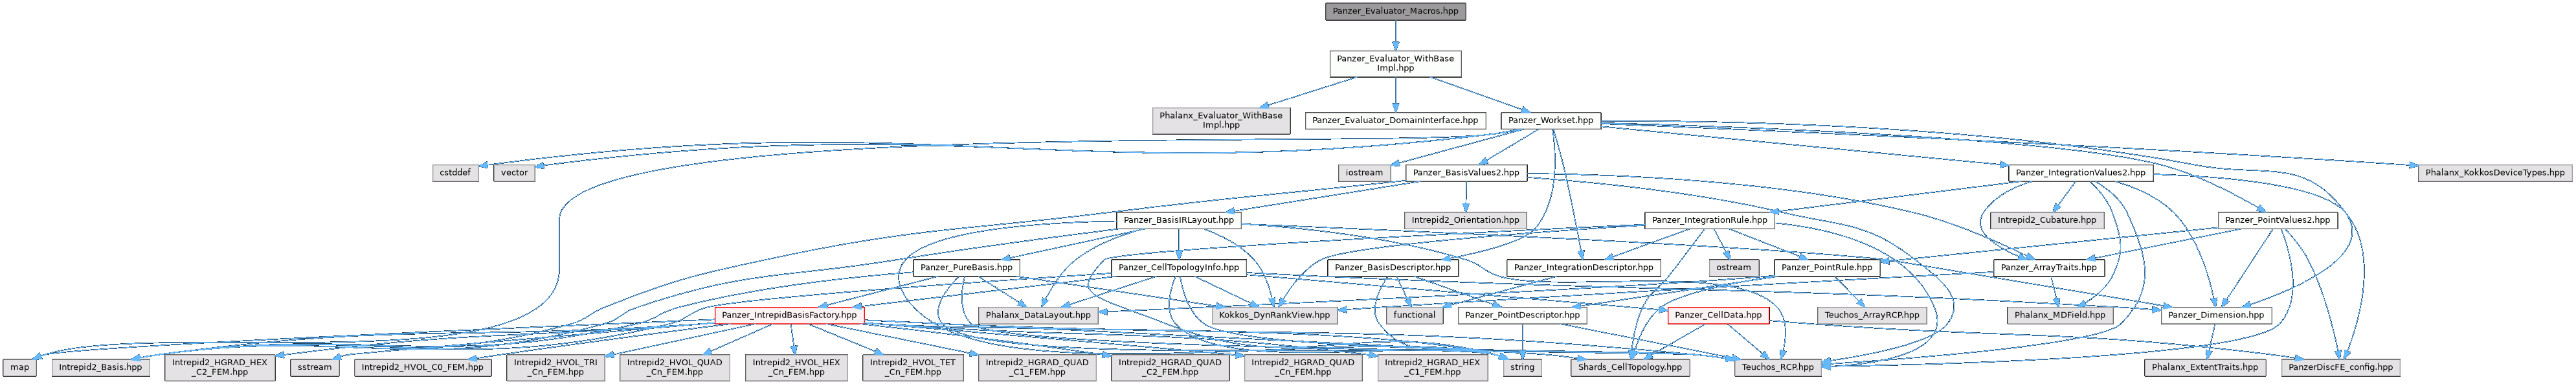 Panzer_Evaluator_Macros.hpp
Panzer_Evaluator_WithBase
Impl.hpp
Phalanx_Evaluator_WithBase
Impl.hpp
Panzer_Evaluator_DomainInterface.hpp
Panzer_Workset.hpp
cstddef
vector
iostream
Panzer_BasisValues2.hpp
Panzer_IntegrationValues2.hpp
Phalanx_KokkosDeviceTypes.hpp
Panzer_BasisIRLayout.hpp
Intrepid2_Orientation.hpp
Panzer_IntegrationRule.hpp
Intrepid2_Cubature.hpp
Panzer_PointValues2.hpp
Panzer_PureBasis.hpp
Panzer_CellTopologyInfo.hpp
Panzer_BasisDescriptor.hpp
Panzer_IntegrationDescriptor.hpp
ostream
Panzer_PointRule.hpp
Panzer_ArrayTraits.hpp
Panzer_IntrepidBasisFactory.hpp
Phalanx_DataLayout.hpp
Kokkos_DynRankView.hpp
functional
Panzer_PointDescriptor.hpp
Panzer_CellData.hpp
Teuchos_ArrayRCP.hpp
Phalanx_MDField.hpp
Panzer_Dimension.hpp
map
Intrepid2_Basis.hpp
Intrepid2_HGRAD_HEX
_C2_FEM.hpp
sstream
Intrepid2_HVOL_C0_FEM.hpp
Intrepid2_HVOL_TRI
_Cn_FEM.hpp
Intrepid2_HVOL_QUAD
_Cn_FEM.hpp
Intrepid2_HVOL_HEX
_Cn_FEM.hpp
Intrepid2_HVOL_TET
_Cn_FEM.hpp
Intrepid2_HGRAD_QUAD
_C1_FEM.hpp
Intrepid2_HGRAD_QUAD
_C2_FEM.hpp
Intrepid2_HGRAD_QUAD
_Cn_FEM.hpp
Intrepid2_HGRAD_HEX
_C1_FEM.hpp
string
Shards_CellTopology.hpp
Teuchos_RCP.hpp
Phalanx_ExtentTraits.hpp
PanzerDiscFE_config.hpp